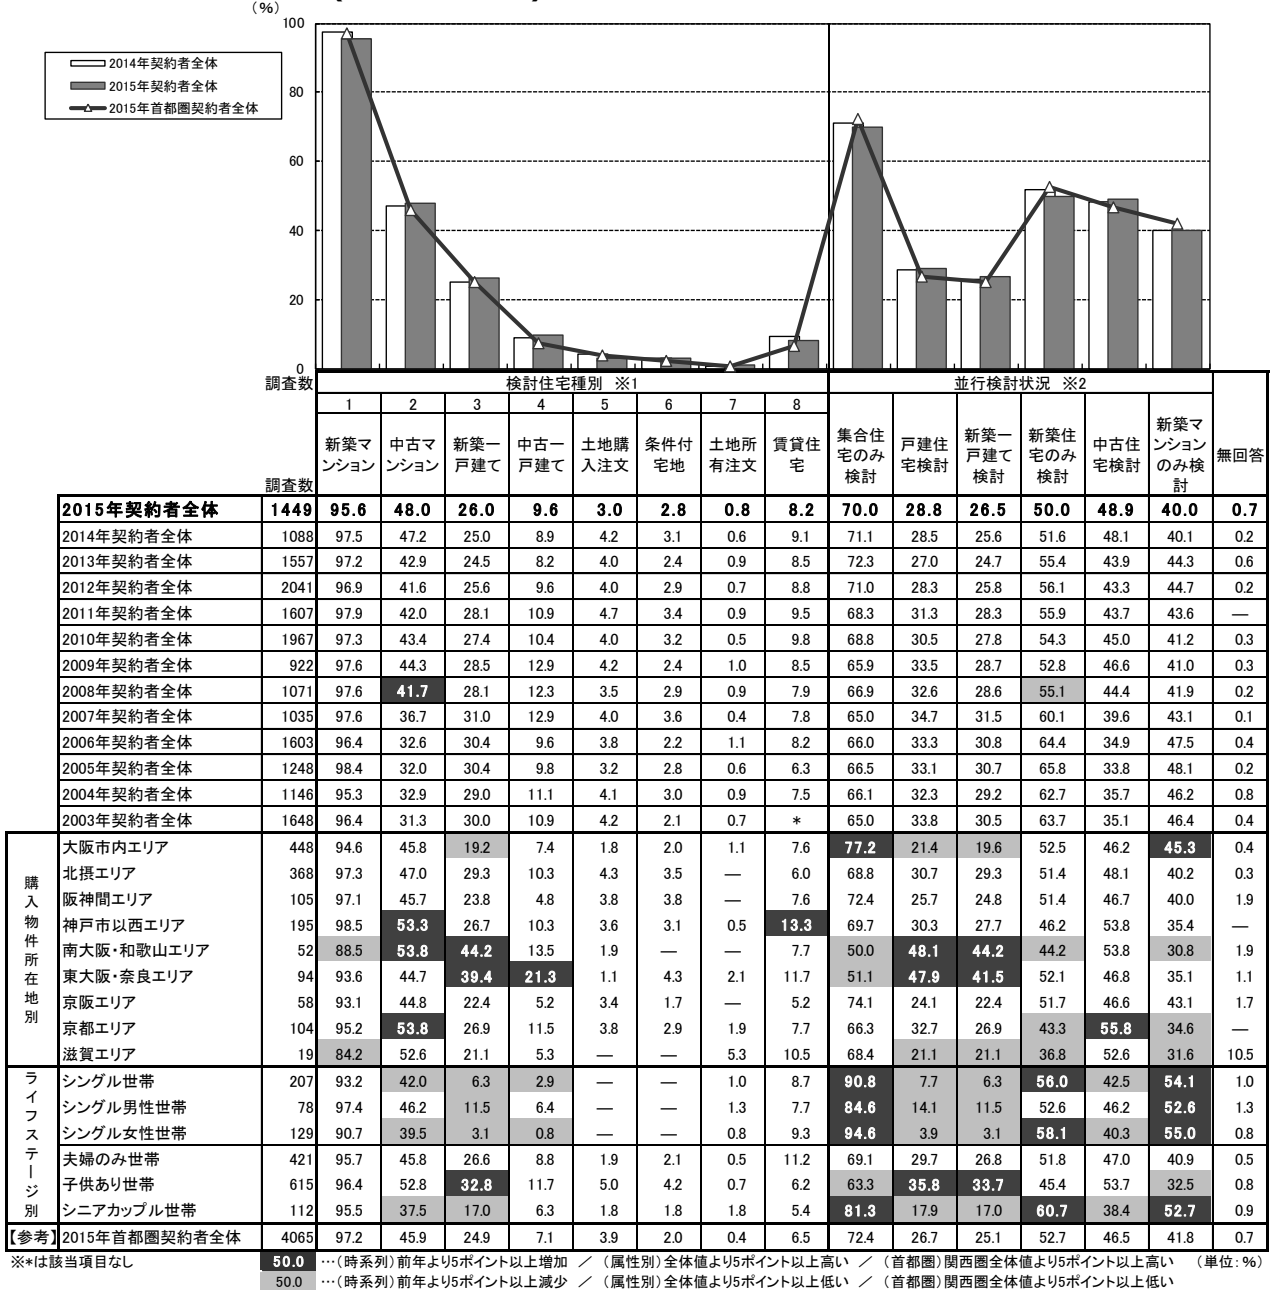 (％)
100
80
60
40
20
0
2014年契約者全体
2015年契約者全体
2015年首都圏契約者全体
調査数 検討住宅種別 ※1 並行検討状況 ※2
1 2 3 4 5 6 7 8
調査数 新築マンション 中古マンション 新築一戸建て 中古一戸建て 土地購入注文 条件付宅地 土地所有注文 賃貸住宅 集合住宅のみ検討 戸建住宅検討 新築一戸建て検討 新築住宅のみ検討 中古住宅検討 新築マンションのみ検討 無回答
2015年契約者全体 1449 95.6 48.0 26.0 9.6 3.0 2.8 0.8 8.2 70.0 28.8 26.5 50.0 48.9 40.0 0.7
2014年契約者全体 1088 97.5 47.2 25.0 8.9 4.2 3.1 0.6 9.1 71.1 28.5 25.6 51.6 48.1 40.1 0.2
2013年契約者全体 1557 97.2 42.9 24.5 8.2 4.0 2.4 0.9 8.5 72.3 27.0 24.7 55.4 43.9 44.3 0.6
2012年契約者全体 2041 96.9 41.6 25.6 9.6 4.0 2.9 0.7 8.8 71.0 28.3 25.8 56.1 43.3 44.7 0.2
2011年契約者全体 1607 97.9 42.0 28.1 10.9 4.7 3.4 0.9 9.5 68.3 31.3 28.3 55.9 43.7 43.6 ―
2010年契約者全体 1967 97.3 43.4 27.4 10.4 4.0 3.2 0.5 9.8 68.8 30.5 27.8 54.3 45.0 41.2 0.3
2009年契約者全体 922 97.6 44.3 28.5 12.9 4.2 2.4 1.0 8.5 65.9 33.5 28.7 52.8 46.6 41.0 0.3
2008年契約者全体 1071 97.6 41.7 28.1 12.3 3.5 2.9 0.9 7.9 66.9 32.6 28.6 55.1 44.4 41.9 0.2
2007年契約者全体 1035 97.6 36.7 31.0 12.9 4.0 3.6 0.4 7.8 65.0 34.7 31.5 60.1 39.6 43.1 0.1
2006年契約者全体 1603 96.4 32.6 30.4 9.6 3.8 2.2 1.1 8.2 66.0 33.3 30.8 64.4 34.9 47.5 0.4
2005年契約者全体 1248 98.4 32.0 30.4 9.8 3.2 2.8 0.6 6.3 66.5 33.1 30.7 65.8 33.8 48.1 0.2
2004年契約者全体 1146 95.3 32.9 29.0 11.1 4.1 3.0 0.9 7.5 66.1 32.3 29.2 62.7 35.7 46.2 0.8
2003年契約者全体 1648 96.4 31.3 30.0 10.9 4.2 2.1 0.7 * 65.0 33.8 30.5 63.7 35.1 46.4 0.4
購入物件所在地別
大阪市内エリア 448 94.6 45.8 19.2 7.4 1.8 2.0 1.1 7.6 77.2 21.4 19.6 52.5 46.2 45.3 0.4
北摂エリア 368 97.3 47.0 29.3 10.3 4.3 3.5 ― 6.0 68.8 30.7 29.3 51.4 48.1 40.2 0.3
阪神間エリア 105 97.1 45.7 23.8 4.8 3.8 3.8 ― 7.6 72.4 25.7 24.8 51.4 46.7 40.0 1.9
神戸市以西エリア 195 98.5 53.3 26.7 10.3 3.6 3.1 0.5 13.3 69.7 30.3 27.7 46.2 53.8 35.4 ―
南大阪・和歌山エリア 52 88.5 53.8 44.2 13.5 1.9 ― ― 7.7 50.0 48.1 44.2 44.2 53.8 30.8 1.9
東大阪・奈良エリア 94 93.6 44.7 39.4 21.3 1.1 4.3 2.1 11.7 51.1 47.9 41.5 52.1 46.8 35.1 1.1
京阪エリア 58 93.1 44.8 22.4 5.2 3.4 1.7 ― 5.2 74.1 24.1 22.4 51.7 46.6 43.1 1.7
京都エリア 104 95.2 53.8 26.9 11.5 3.8 2.9 1.9 7.7 66.3 32.7 26.9 43.3 55.8 34.6 ―
滋賀エリア 19 84.2 52.6 21.1 5.3 ― ― 5.3 10.5 68.4 21.1 21.1 36.8 52.6 31.6 10.5
ライフステージ別
シングル世帯 207 93.2 42.0 6.3 2.9 ― ― 1.0 8.7 90.8 7.7 6.3 56.0 42.5 54.1 1.0
シングル男性世帯 78 97.4 46.2 11.5 6.4 ― ― 1.3 7.7 84.6 14.1 11.5 52.6 46.2 52.6 1.3
シングル女性世帯 129 90.7 39.5 3.1 0.8 ― ― 0.8 9.3 94.6 3.9 3.1 58.1 40.3 55.0 0.8
夫婦のみ世帯 421 95.7 45.8 26.6 8.8 1.9 2.1 0.5 11.2 69.1 29.7 26.8 51.8 47.0 40.9 0.5
子供あり世帯 615 96.4 52.8 32.8 11.7 5.0 4.2 0.7 6.2 63.3 35.8 33.7 45.4 53.7 32.5 0.8
シニアカップル世帯 112 95.5 37.5 17.0 6.3 1.8 1.8 1.8 5.4 81.3 17.9 17.0 60.7 38.4 52.7 0.9
【参考】2015年首都圏契約者全体 4065 97.2 45.9 24.9 7.1 3.9 2.0 0.4 6.5 72.4 26.7 25.1 52.7 46.5 41.8 0.7
※*は該当項目なし 50.0 …(時系列)前年より5ポイント以上増加 ／ (属性別)全体値より5ポイント以上高い ／ (首都圏)関西圏全体値より5ポイント以上高い (単位:％)
50.0 …(時系列)前年より5ポイント以上減少 ／ (属性別)全体値より5ポイント以上低い ／ (首都圏)関西圏全体値より5ポイント以上低い